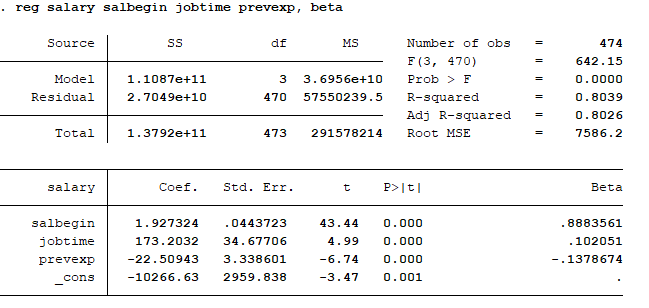 . reg salary salbegin jobtime prevexp, beta
Source SS df MS Number of obs = 474
F(3, 470) = 642.15
Model 1.1087e+11 3 3.6956e+10 Prob > F = 0.0000
Residual 2.7049e+10 470 57550239.5 R-squared = 0.8039
Adj R-squared = 0.8026
Total 1.3792e+11 473 291578214 Root MSE = 7586.2
salary Coef. Std. Err. t P>|t| Beta
salbegin 1.927324 .0443723 43.44 0.000 .8883561
jobtime 173.2032 34.67706 4.99 0.000 .102051
prevexp -22.50943 3.338601 -6.74 0.000 -.1378674
_cons -10266.63 2959.838 -3.47 0.001 .